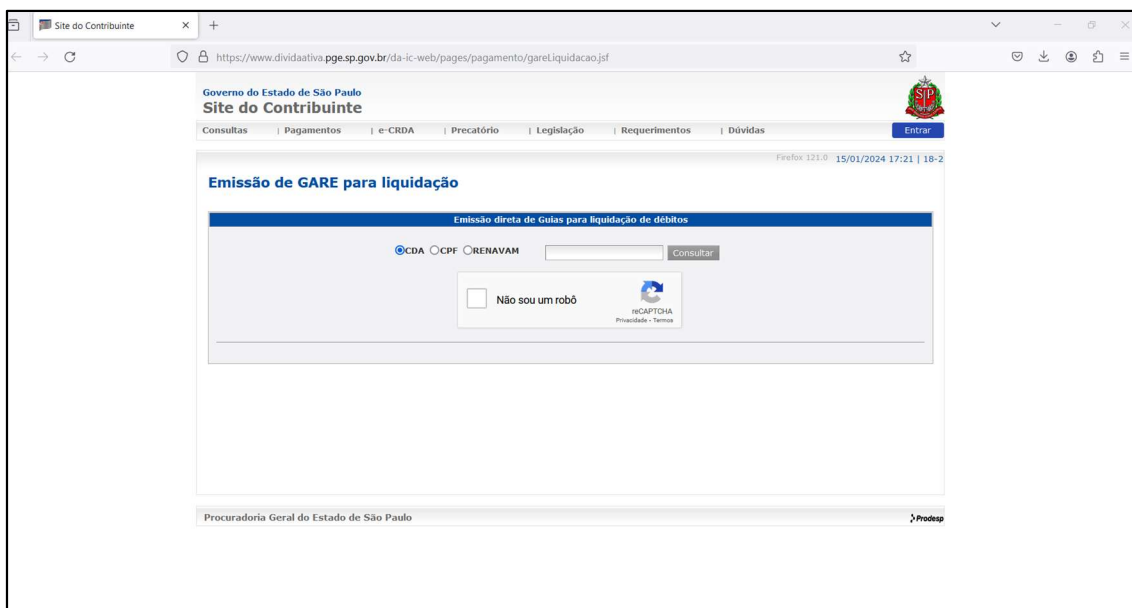 Site do Contribuinte
https://www.dividaativa.pge.sp.gov.br/da-ic-web/pages/pagamento/gareLiquidacao.jsf
Governo do Estado de São Paulo
Site do Contribuinte
SP
Consultas | Pagamentos | e-CRDA | Precatório | Legislação | Requerimentos | Dúvidas Entrar
Firefox 121.0 15/01/2024 17:21 | 18-2
Emissão de GARE para liquidação
Emissão direta de Guias para liquidação de débitos
CDA CPF RENAVAM Consultar
Não sou um robô
reCAPTCHA
Privacidade - Termos
Procuradoria Geral do Estado de São Paulo Prodesp